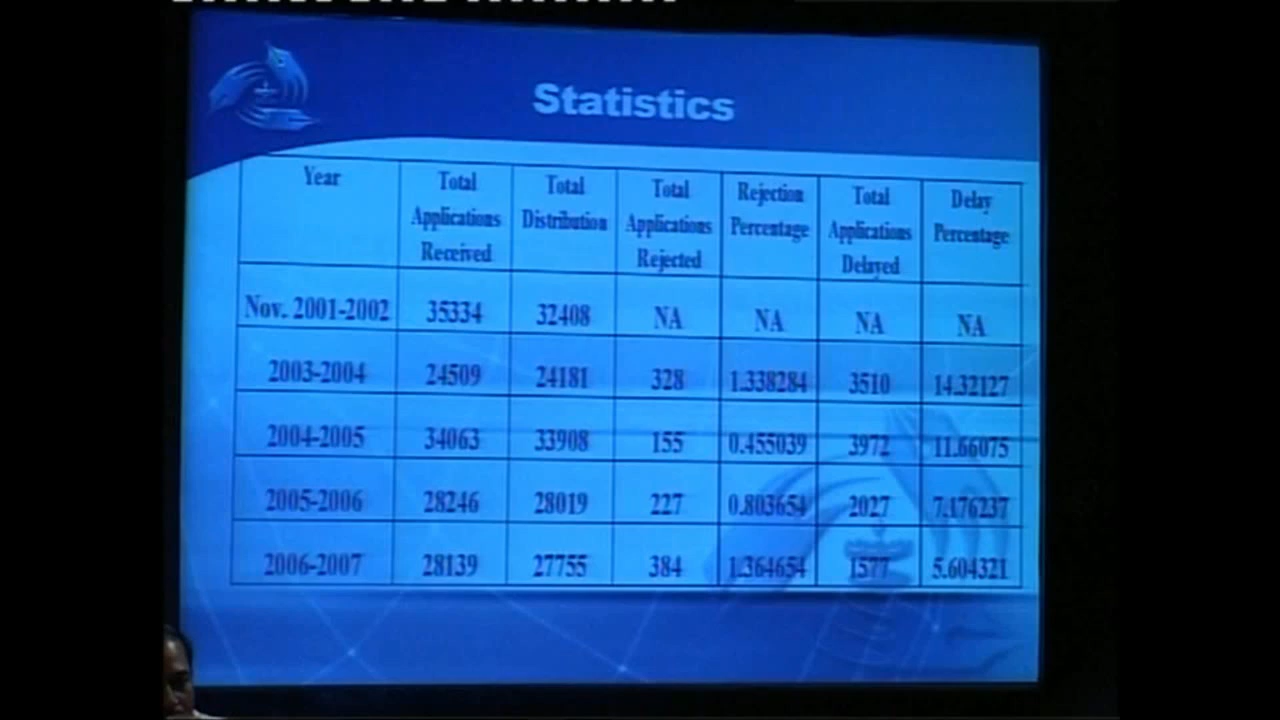 Statistics
Year Total Applications Received Total Distribution Total Applications Rejected Rejection Percentage Total Applications Delayed Delay Percentage
Nov. 2001-2002 35334 32408 NA NA NA NA
2003-2004 24509 24181 328 1.338284 3510 14.32127
2004-2005 34063 33908 155 0.455039 3972 11.66075
2005-2006 28246 28019 227 0.803654 2027 7.176237
2006-2007 28139 27755 384 1.364654 1577 5.604321